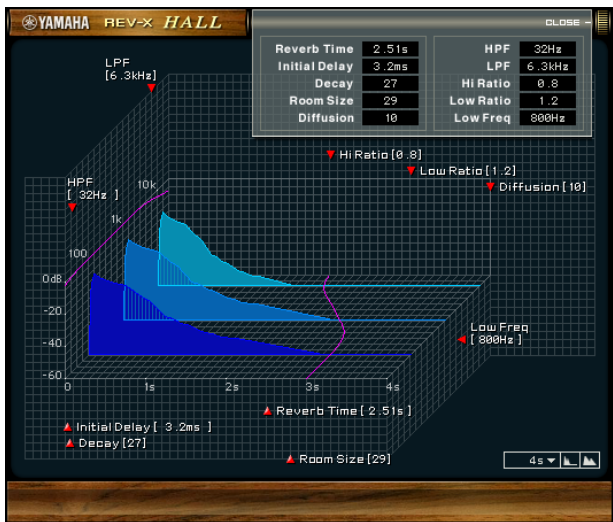 YAMAHA REV-X HALL
CLOSE –
Reverb Time 2.51s HPF 32Hz
Initial Delay 3.2ms LPF 6.3kHz
Decay 27 Hi Ratio 0.8
Room Size 29 Low Ratio 1.2
Diffusion 10 Low Freq 800Hz
LPF
[6.3kHz]
Hi Ratio [0.8]
Low Ratio [1.2]
Diffusion [10]
HPF
[ 32Hz ]
10k
1k
100
0dB
-20
-40
-60
0 1s 2s 3s 4s
Low Freq
[ 800Hz]
Reverb Time [ 2.51s ]
Initial Delay [ 3.2ms ]
Decay [27]
Room Size [29]
4s